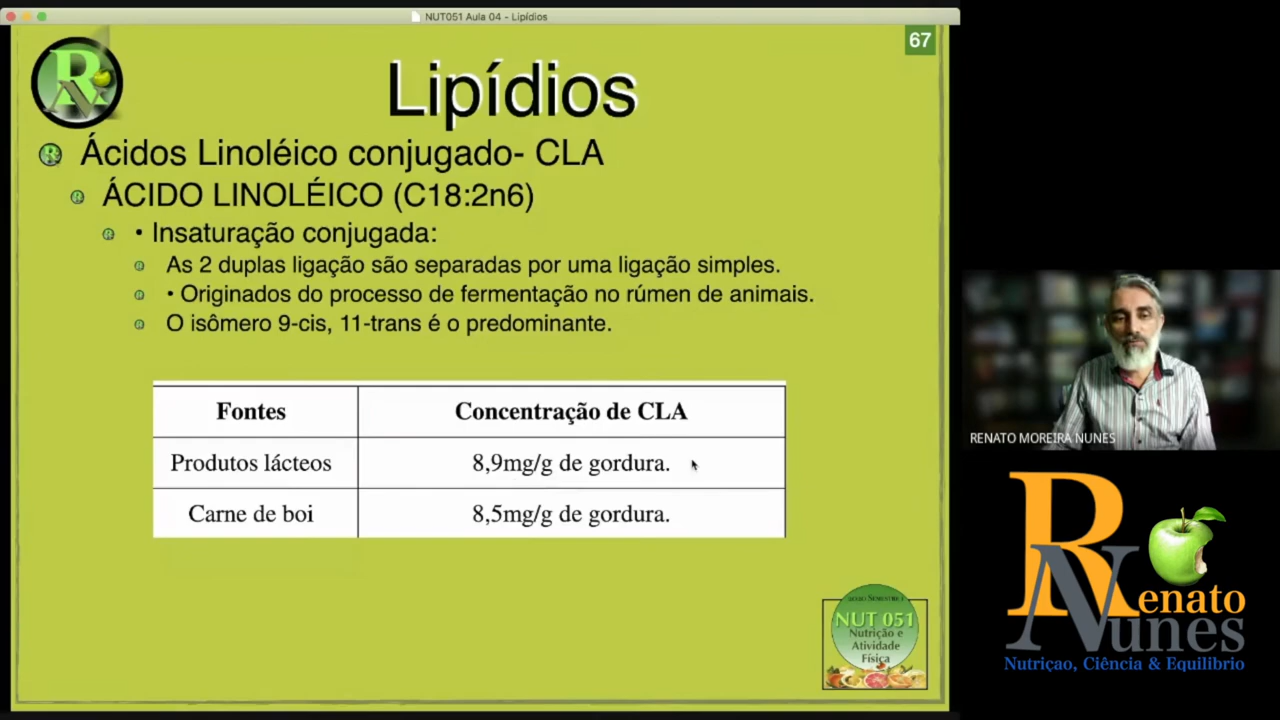 NUT051 Aula 04 - Lipídios
67
Lipídios
Ácidos Linoléico conjugado- CLA
ÁCIDO LINOLÉICO (C18:2n6)
• Insaturação conjugada:
As 2 duplas ligação são separadas por uma ligação simples.
• Originados do processo de fermentação no rúmen de animais.
O isômero 9-cis, 11-trans é o predominante.
Fontes Concentração de CLA
Produtos lácteos 8,9mg/g de gordura.
Carne de boi 8,5mg/g de gordura.
RENATO MOREIRA NUNES
NUT 051
Nutrição e
Atividade
Física
Renato
Nunes
Nutriçao, Ciência & Equilibrio